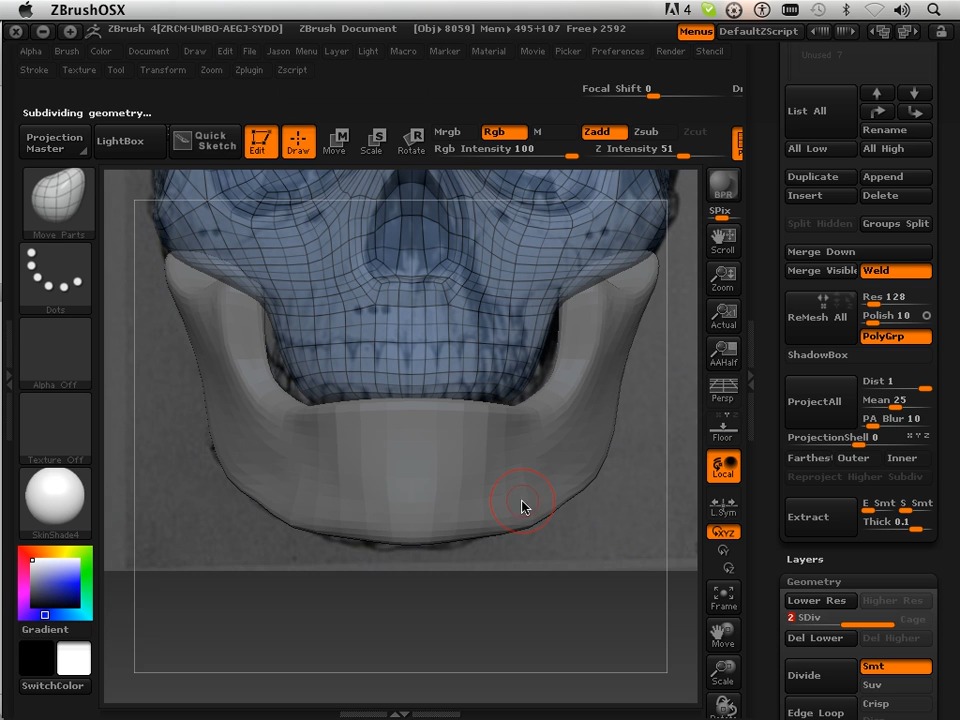 ZBrushOSX
4
ZBrush 4[ZRCM-UMBO-AEGJ-SYDD] ZBrush Document [Obj▸8059] Mem▸495+107 Free▸2592 Menus DefaultZScript
Alpha Brush Color Document Draw Edit File Jason Menu Layer Light Macro Marker Material Movie Picker Preferences Render Stencil
Stroke Texture Tool Transform Zoom Zplugin Zscript
Unused 7
Focal Shift 0
Subdividing geometry...
Projection Master
LightBox
Quick Sketch
Edit
Draw
Move
Scale
Rotate
Mrgb Rgb M
Rgb Intensity 100
Zadd Zsub Zcut
Z Intensity 51
Move Parts
Dots
Alpha Off
Texture Off
SkinShade4
Gradient
SwitchColor
BPR
SPix
Scroll
Zoom
Actual
AAHalf
Persp
Floor
Local
L.Sym
XYZ
Frame
Move
Scale
List All
Rename
All Low All High
Duplicate Append
Insert Delete
Split Hidden Groups Split
Merge Down
Merge Visible Weld
ReMesh All
Res 128
Polish 10
PolyGrp
ShadowBox
ProjectAll
Dist 1
Mean 25
PA Blur 10
ProjectionShell 0
Farthest Outer Inner
Reproject Higher Subdiv
Extract
E Smt S Smt
Thick 0.1
Layers
Geometry
Lower Res Higher Res
2 SDiv Cage
Del Lower Del Higher
Divide
Smt
Suv
Edge Loop
Crisp